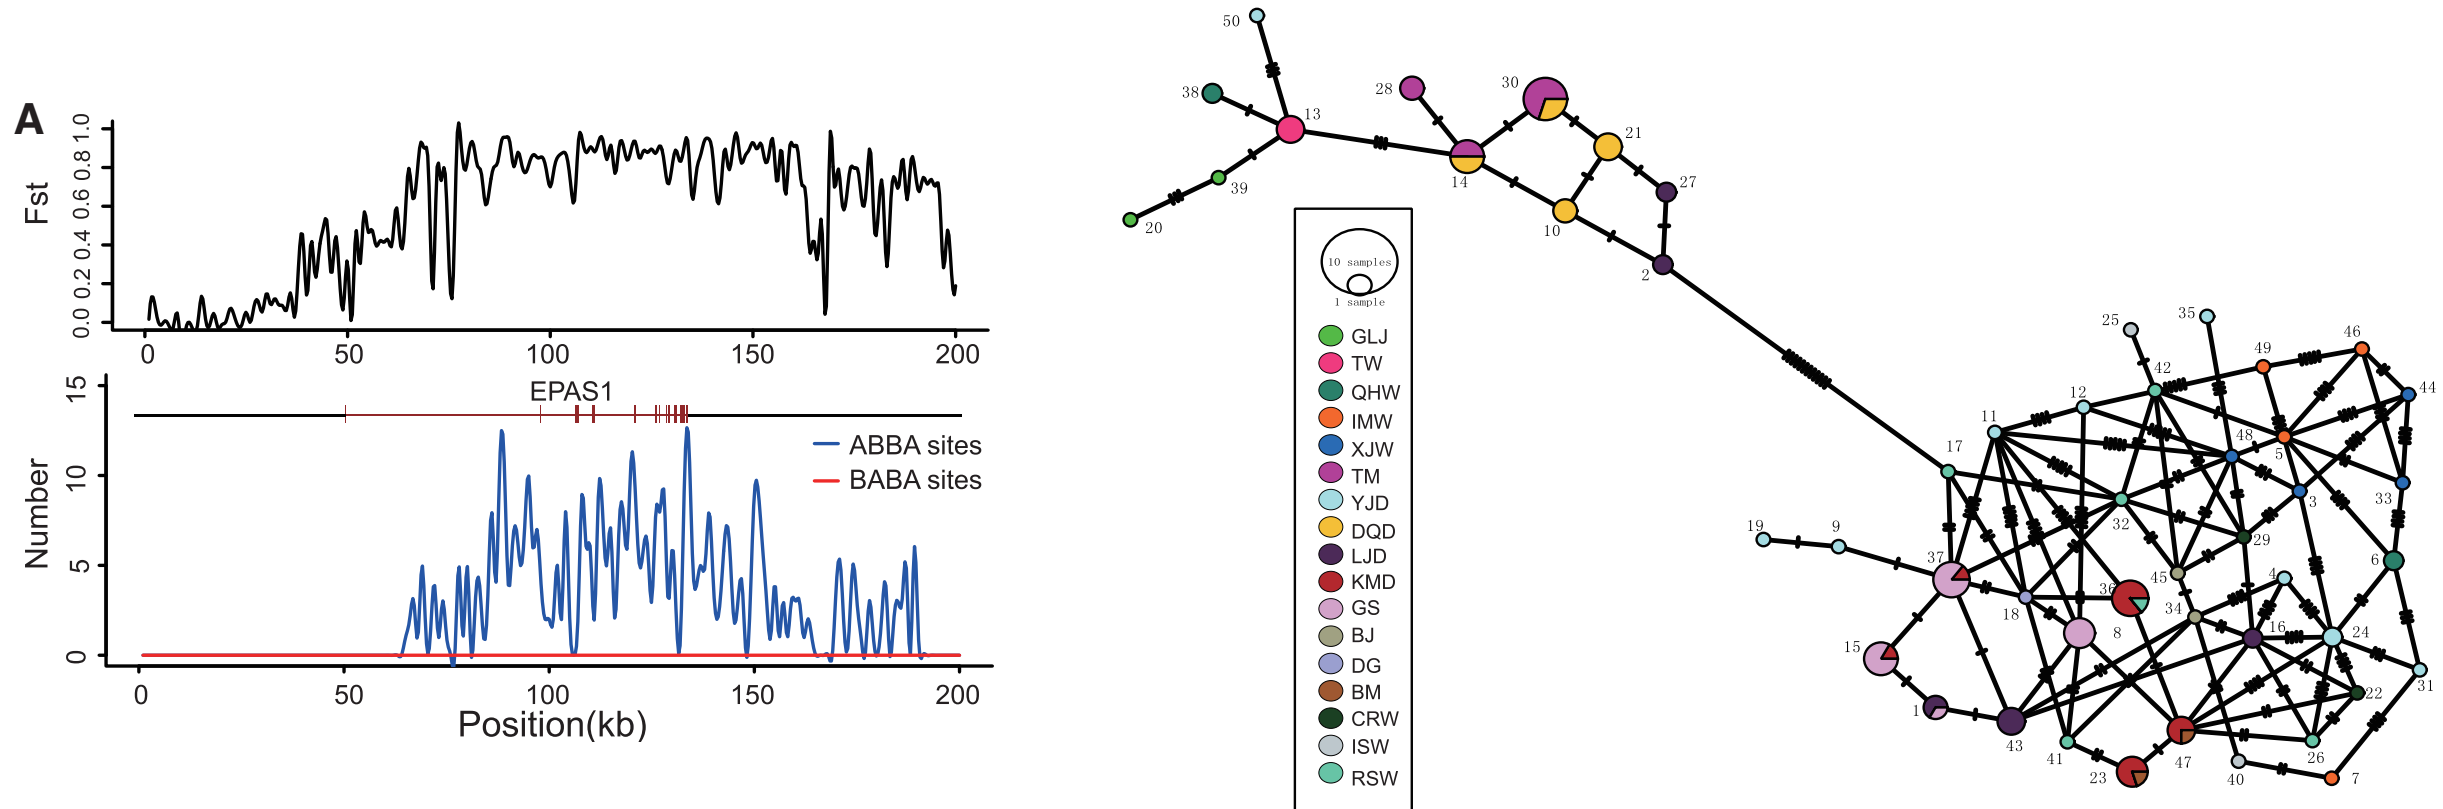 A
Fst
0.0 0.2 0.4 0.6 0.8 1.0
0 50 100 150 200
EPAS1
Number
0 5 10 15
ABBA sites
BABA sites
0 50 100 150 200
Position(kb)
50
38
13
39
20
28
14
30
21
10
27
2
10 samples
1 sample
GLJ
TW
QHW
IMW
XJW
TM
YJD
DQD
LJD
KMD
GS
BJ
DG
BM
CRW
ISW
RSW
25
35
46
49
42
44
12
11
48
5
17
3
33
32
19
9
29
37
6
45
4
36
34
18
16
24
8
15
31
22
1
43
41
47
26
23
40
7